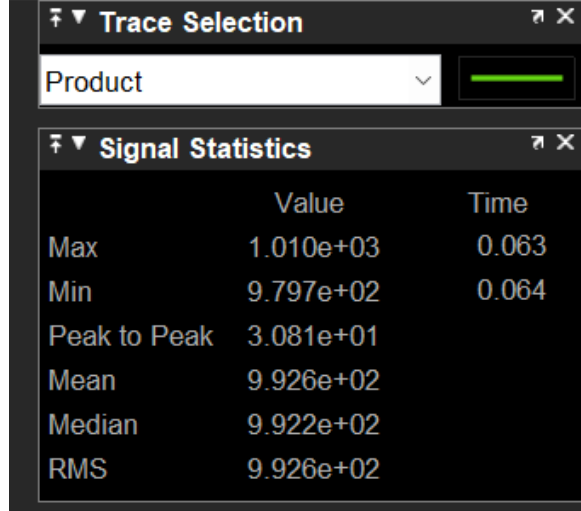 Trace Selection
Product
Signal Statistics
Value Time
Max 1.010e+03 0.063
Min 9.797e+02 0.064
Peak to Peak 3.081e+01
Mean 9.926e+02
Median 9.922e+02
RMS 9.926e+02